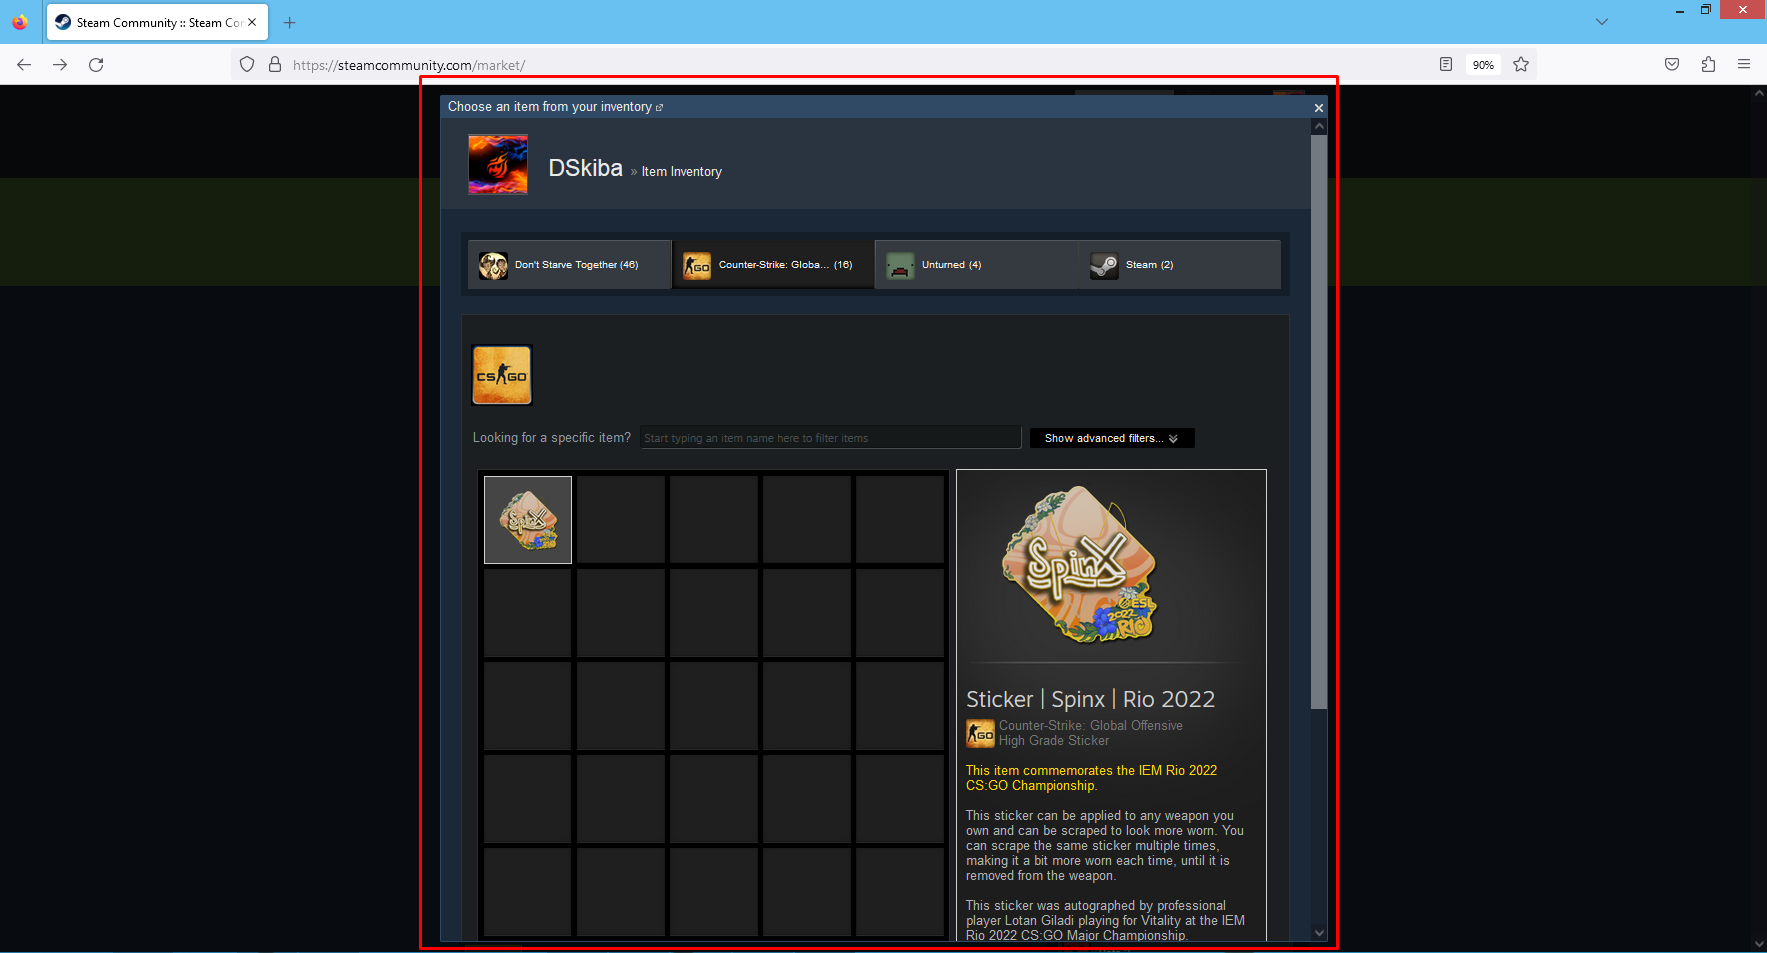 Steam Community :: Steam Co
https://steamcommunity.com/market/
90%
Choose an item from your inventory
DSkiba » Item Inventory
Don't Starve Together (46)
Counter-Strike: Globa... (16)
Unturned (4)
Steam (2)
CS GO
Looking for a specific item?
Start typing an item name here to filter items
Show advanced filters...
SpinX
SpinX
ESL
2022
RIO
Sticker | Spinx | Rio 2022
GO
Counter-Strike: Global Offensive
High Grade Sticker
This item commemorates the IEM Rio 2022
CS:GO Championship.
This sticker can be applied to any weapon you
own and can be scraped to look more worn. You
can scrape the same sticker multiple times,
making it a bit more worn each time, until it is
removed from the weapon.
This sticker was autographed by professional
player Lotan Giladi playing for Vitality at the IEM
Rio 2022 CS:GO Major Championship.